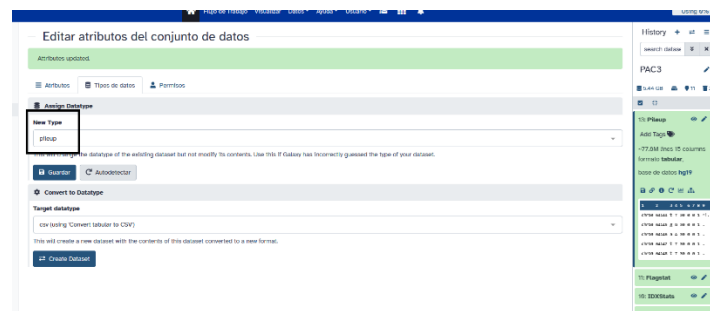 Flujo de Trabajo Visualizar Datos Ayuda Usuario
Using
Editar atributos del conjunto de datos
Attributes updated.
Atributos Tipos de datos Permisos
Assign Datatype
New Type
pileup
This will change the datatype of the existing dataset but not modify its contents. Use this if Galaxy has incorrectly guessed the type of your dataset.
Guardar Autodetectar
Convert to Datatype
Target datatype
csv (using 'Convert tabular to CSV')
This will create a new dataset with the contents of this dataset converted to a new format.
Create Dataset
History
search datase
PAC3
5.44 GB 11
13: Pileup
Add Tags
~77.0M lines 15 columns
formato tabular,
base de datos hg19
11: Flagstat
10: IDXStats